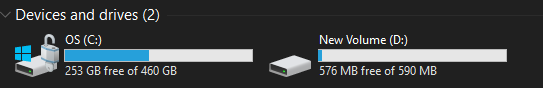 Devices and drives (2)
OS (C:)
253 GB free of 460 GB
New Volume (D:)
576 MB free of 590 MB